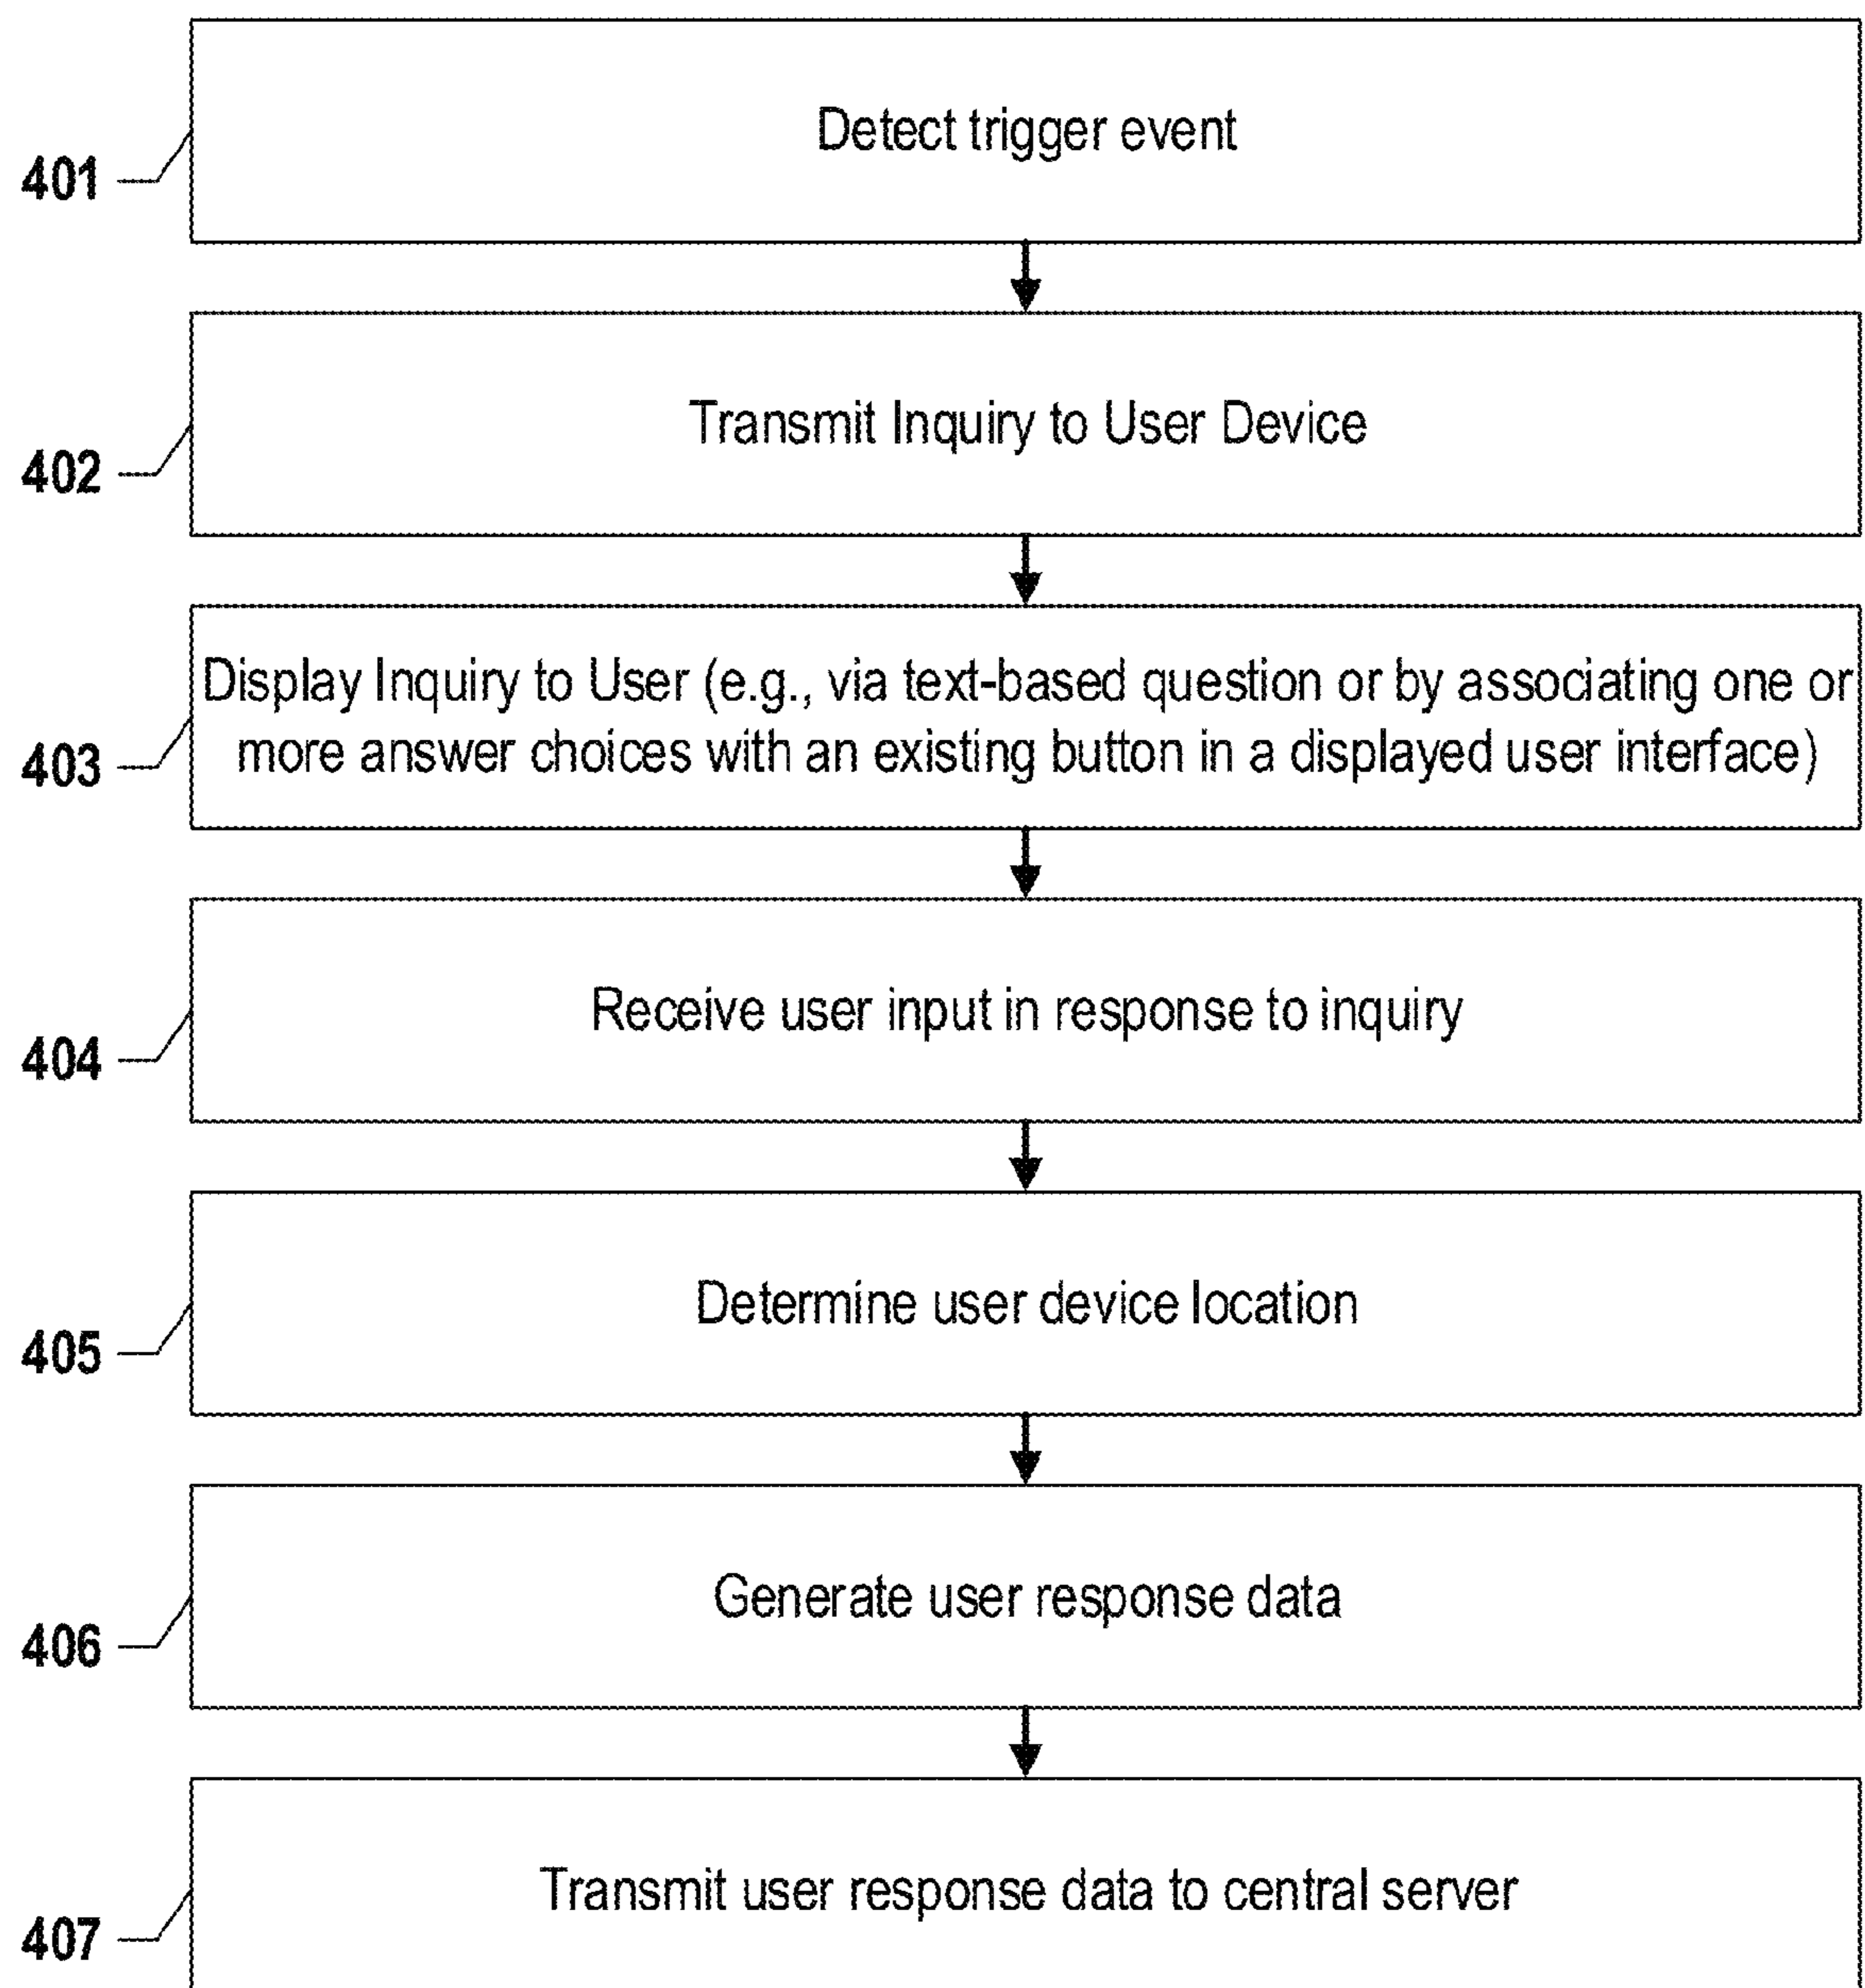 Detect trigger event
401
Transmit Inquiry to User Device
402
Display Inquiry to User (e.g., via text-based question or by associating one or
more answer choices with an existing button in a displayed user interface)
403
Receive user input in response to inquiry
404
Determine user device location
405
Generate user response data
406
Transmit user response data to central server
407